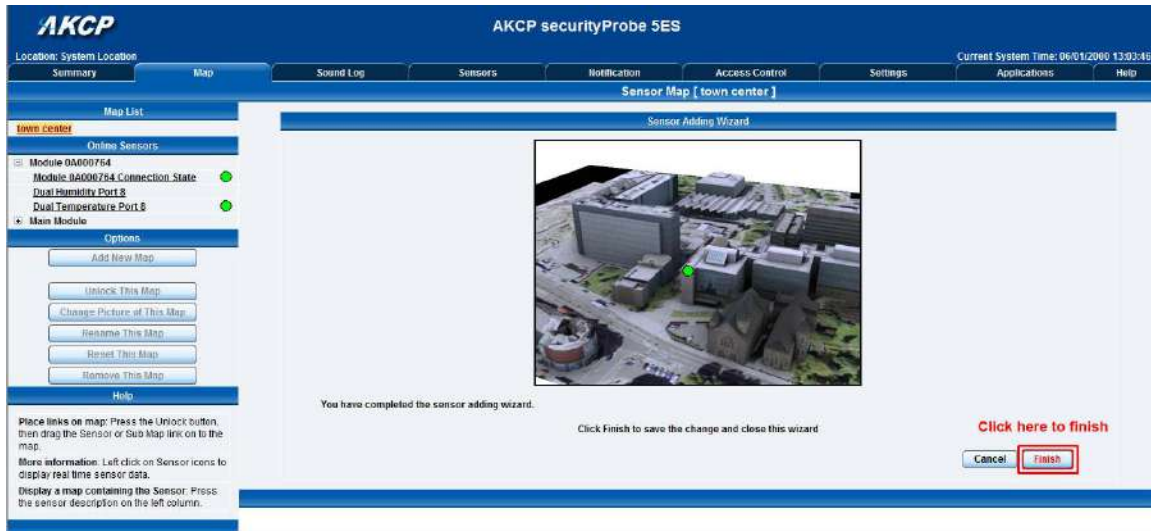 AKCP
AKCP securityProbe 5ES
Location: System Location
Current System Time: 06/01/2000 13:03:46
Summary
Map
Sound Log
Sensors
Notification
Access Control
Settings
Applications
Help
Sensor Map [ town center ]
Map List
town center
Online Sensors
Module 0A000764
Module 0A000764 Connection State
Dual Humidity Port 8
Dual Temperature Port 8
Main Module
Options
Add New Map
Unlock This Map
Change Picture of This Map
Rename This Map
Reset This Map
Remove This Map
Help
Place links on map: Press the Unlock button,
then drag the Sensor or Sub Map link on to the
map.
More information: Left click on Sensor icons to
display real time sensor data.
Display a map containing the Sensor: Press
the sensor description on the left column.
Sensor Adding Wizard
You have completed the sensor adding wizard.
Click Finish to save the change and close this wizard
Click here to finish
Cancel
Finish